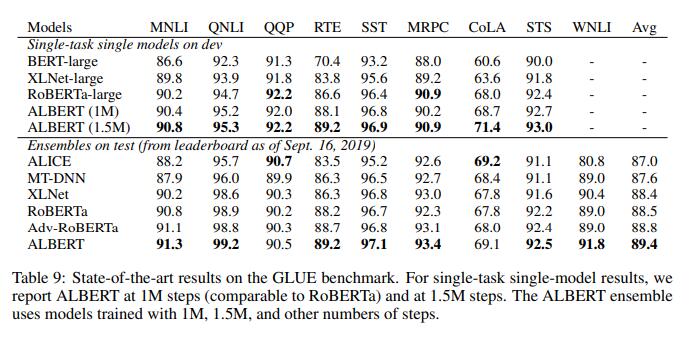 Models MNLI QNLI QQP RTE SST MRPC CoLA STS WNLI Avg
Single-task single models on dev
BERT-large 86.6 92.3 91.3 70.4 93.2 88.0 60.6 90.0 - -
XLNet-large 89.8 93.9 91.8 83.8 95.6 89.2 63.6 91.8 - -
RoBERTa-large 90.2 94.7 92.2 86.6 96.4 90.9 68.0 92.4 - -
ALBERT (1M) 90.4 95.2 92.0 88.1 96.8 90.2 68.7 92.7 - -
ALBERT (1.5M) 90.8 95.3 92.2 89.2 96.9 90.9 71.4 93.0 - -
Ensembles on test (from leaderboard as of Sept. 16, 2019)
ALICE 88.2 95.7 90.7 83.5 95.2 92.6 69.2 91.1 80.8 87.0
MT-DNN 87.9 96.0 89.9 86.3 96.5 92.7 68.4 91.1 89.0 87.6
XLNet 90.2 98.6 90.3 86.3 96.8 93.0 67.8 91.6 90.4 88.4
RoBERTa 90.8 98.9 90.2 88.2 96.7 92.3 67.8 92.2 89.0 88.5
Adv-RoBERTa 91.1 98.8 90.3 88.7 96.8 93.1 68.0 92.4 89.0 88.8
ALBERT 91.3 99.2 90.5 89.2 97.1 93.4 69.1 92.5 91.8 89.4
Table 9: State-of-the-art results on the GLUE benchmark. For single-task single-model results, we
report ALBERT at 1M steps (comparable to RoBERTa) and at 1.5M steps. The ALBERT ensemble
uses models trained with 1M, 1.5M, and other numbers of steps.